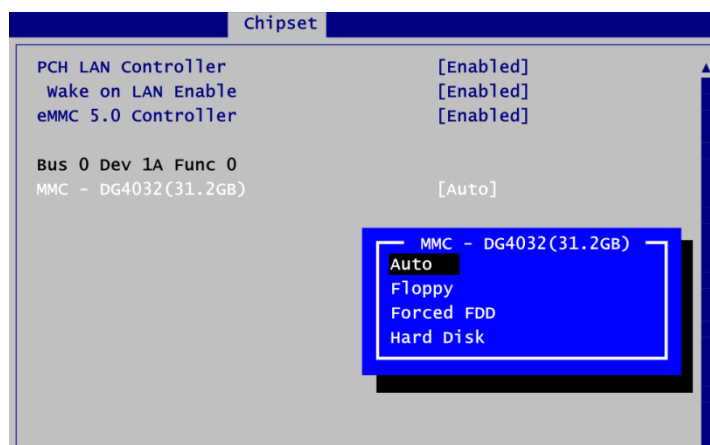 Chipset
PCH LAN Controller [Enabled]
Wake on LAN Enable [Enabled]
eMMC 5.0 Controller [Enabled]
Bus 0 Dev 1A Func 0
MMC - DG4032(31.2GB) [Auto]
MMC - DG4032(31.2GB)
Auto
Floppy
Forced FDD
Hard Disk